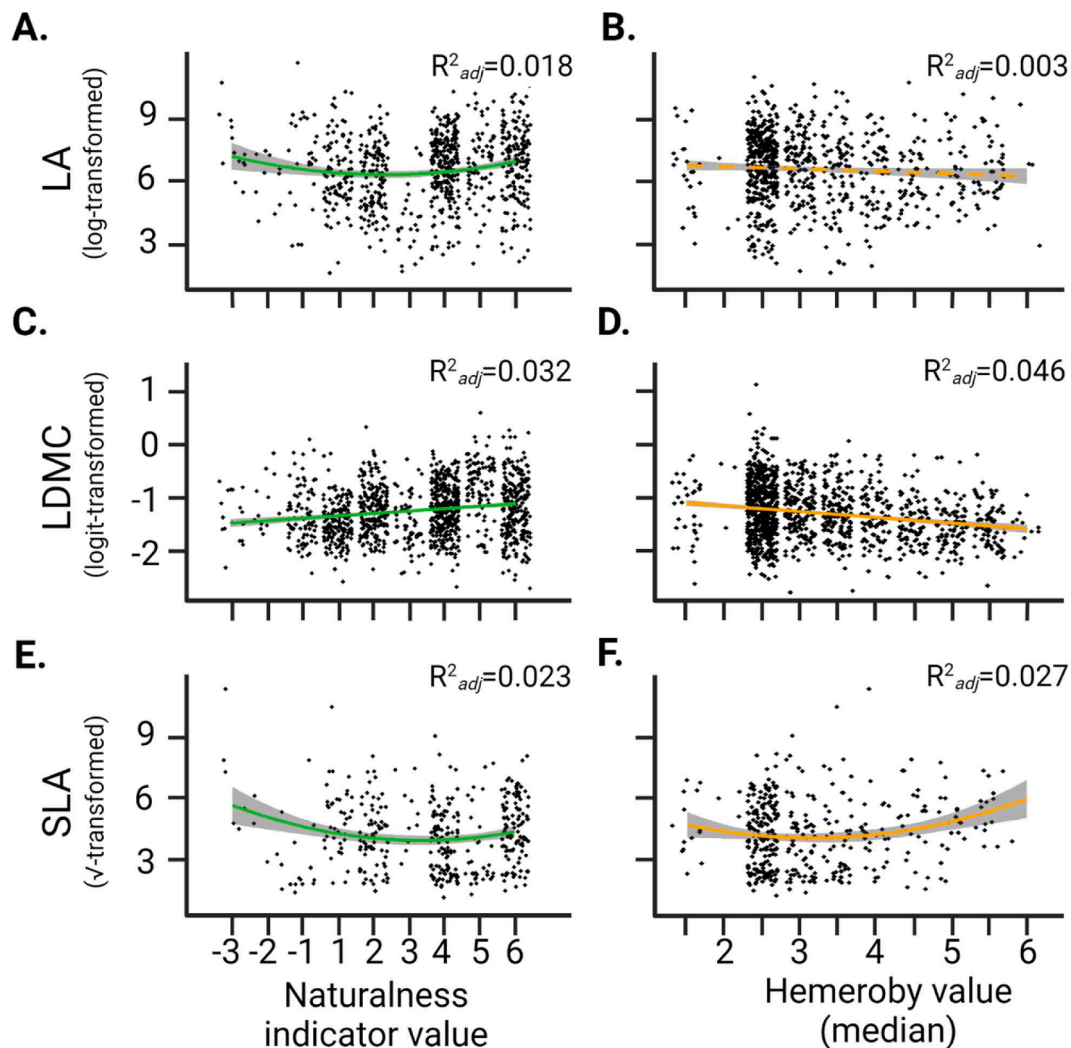 A.
B.
R²adj=0.018
R²adj=0.003
LA
(log-transformed)
9
6
3
C.
D.
R²adj=0.032
R²adj=0.046
LDMC
(logit-transformed)
1
0
-1
-2
E.
F.
R²adj=0.023
R²adj=0.027
SLA
(√-transformed)
9
6
3
-3 -2 -1 1 2 3 4 5 6
2 3 4 5 6
Naturalness
indicator value
Hemeroby value
(median)